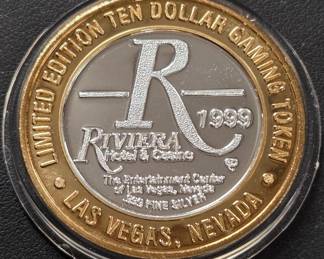 LIMITED EDITION TEN DOLLAR GAMING TOKEN
R
1999
RIVIERA
Hotel & Casino
The Entertainment Center
of Las Vegas, Nevada
.999 FINE SILVER
• LAS VEGAS, NEVADA •